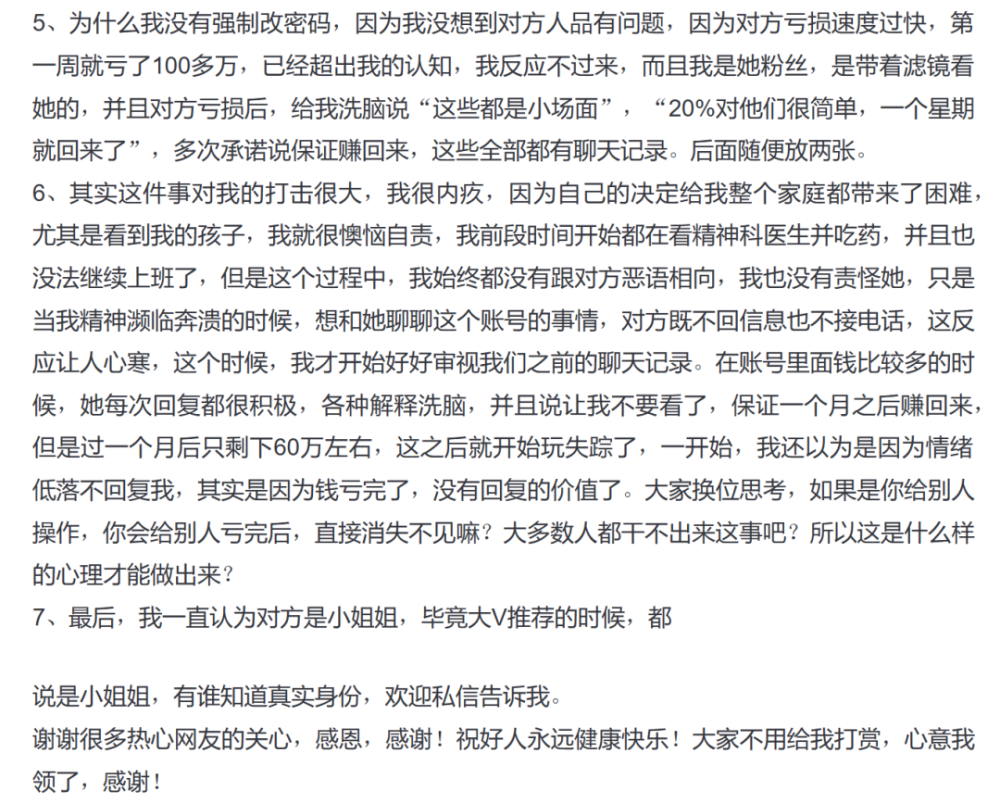 5、为什么我没有强制改密码，因为我没想到对方人品有问题，因为对方亏损速度过快，第
一周就亏了100多万，已经超出我的认知，我反应不过来，而且我是她粉丝，是带着滤镜看
她的，并且对方亏损后，给我洗脑说“这些都是小场面”，“20%对他们很简单，一个星期
就回来了”，多次承诺说保证赚回来，这些全部都有聊天记录。后面随便放两张。
6、其实这件事对我的打击很大，我很内疚，因为自己的决定给我整个家庭都带来了困难，
尤其是看到我的孩子，我就很懊恼自责，我前段时间开始都在看精神科医生并吃药，并且也
没法继续上班了，但是这个过程中，我始终都没有跟对方恶语相向，我也没有责怪她，只是
当我精神濒临奔溃的时候，想和她聊聊这个账号的事情，对方既不回信息也不接电话，这反
应让人心寒，这个时候，我才开始好好审视我们之前的聊天记录。在账号里面钱比较多的时
候，她每次回复都很积极，各种解释洗脑，并且说让我不要看了，保证一个月之后赚回来，
但是过一个月后只剩下60万左右，这之后就开始玩失踪了，一开始，我还以为是因为情绪
低落不回复我，其实是因为钱亏完了，没有回复的价值了。大家换位思考，如果是你给别人
操作，你会给别人亏完后，直接消失不见嘛？大多数人都干不出来这事吧？所以这是什么样
的心理才能做出来？
7、最后，我一直认为对方是小姐姐，毕竟大V推荐的时候，都
说是小姐姐，有谁知道真实身份，欢迎私信告诉我。
谢谢很多热心网友的关心，感恩，感谢！祝好人永远健康快乐！大家不用给我打赏，心意我
领了，感谢！